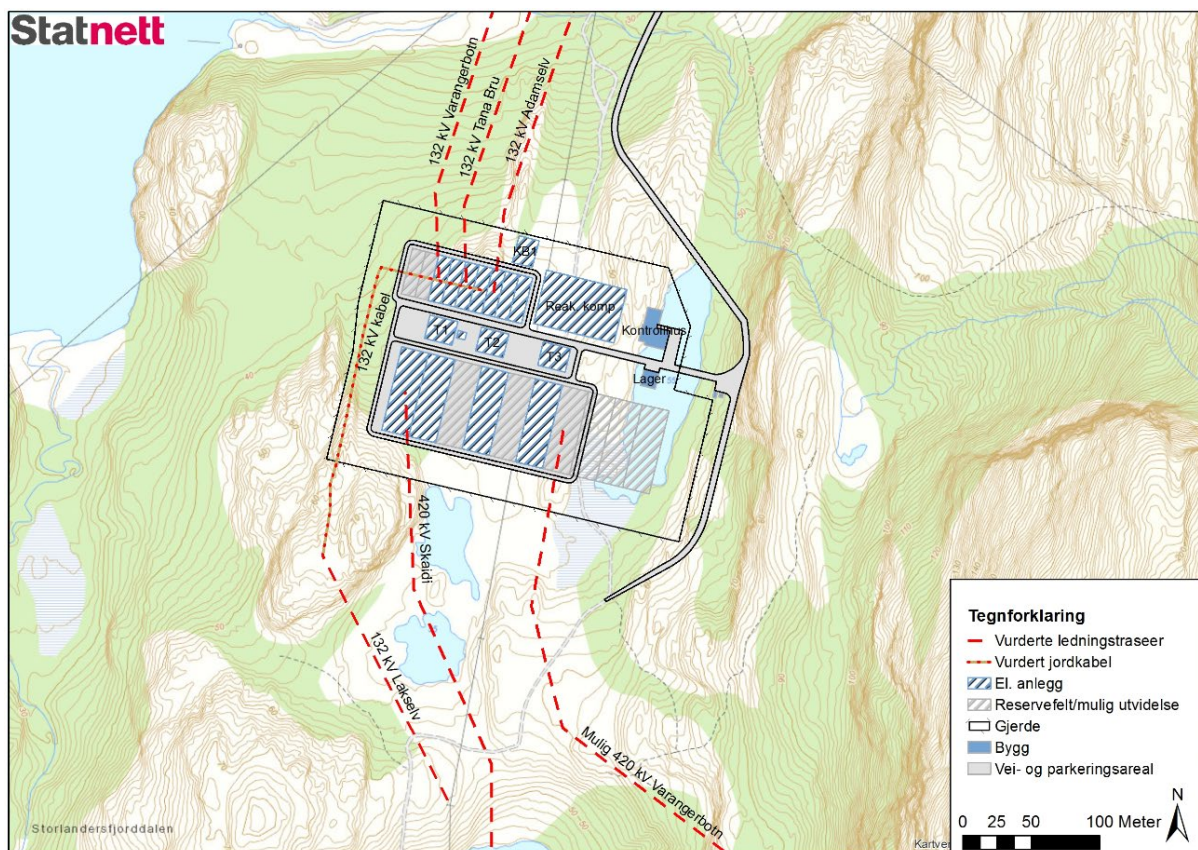 Statnett
132 kV Varangerbotn
132 kV Tana Bru
132 kV Adamselv
KB1
Reak. komp
132 kV kabel
T1
T2
T3
Kontrollhus
Lager
420 kV Skaidi
132 kV Lakselv
Mulig 420 kV Varangerbotn
Storlandersfjorddalen
Tegnforklaring
Vurderte ledningstraseer
Vurdert jordkabel
El. anlegg
Reservefelt/mulig utvidelse
Gjerde
Bygg
Vei- og parkeringsareal
N
0 25 50 100 Meter